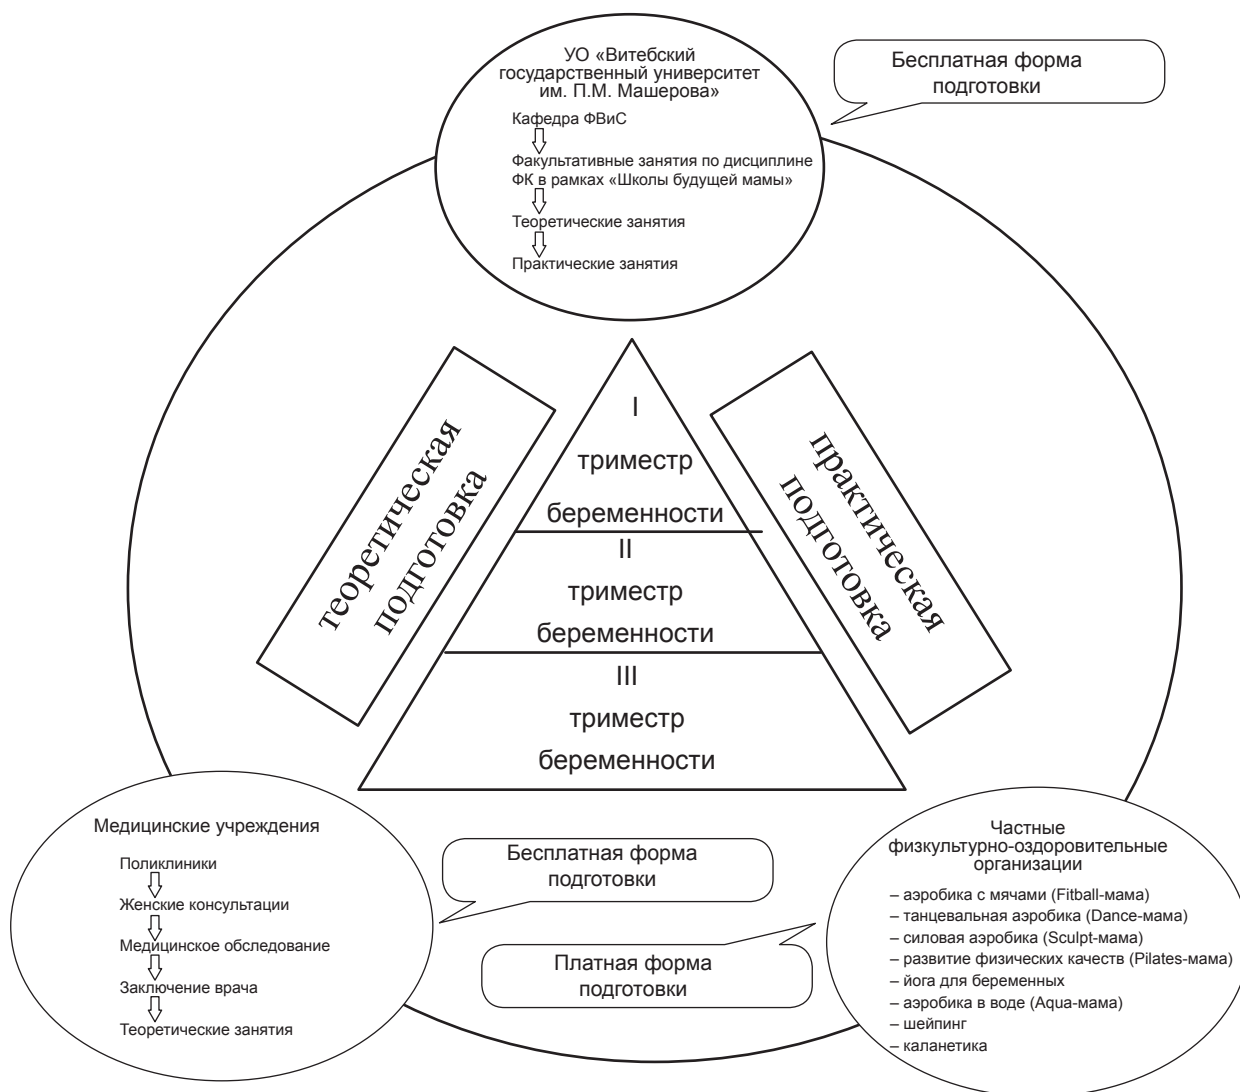 УО «Витебский
государственный университет
им. П.М. Машерова»
Кафедра ФВиС
Факультативные занятия по дисциплине
ФК в рамках «Школы будущей мамы»
Теоретические занятия
Практические занятия
Бесплатная форма
подготовки
теоретическая
подготовка
I
триместр
беременности
II
триместр
беременности
III
триместр
беременности
практическая
подготовка
Медицинские учреждения
Поликлиники
Женские консультации
Медицинское обследование
Заключение врача
Теоретические занятия
Бесплатная форма
подготовки
Платная форма
подготовки
Частные
физкультурно-оздоровительные
организации
– аэробика с мячами (Fitball-мама)
– танцевальная аэробика (Dance-мама)
– силовая аэробика (Sculpt-мама)
– развитие физических качеств (Pilates-мама)
– йога для беременных
– аэробика в воде (Aqua-мама)
– шейпинг
– каланетика